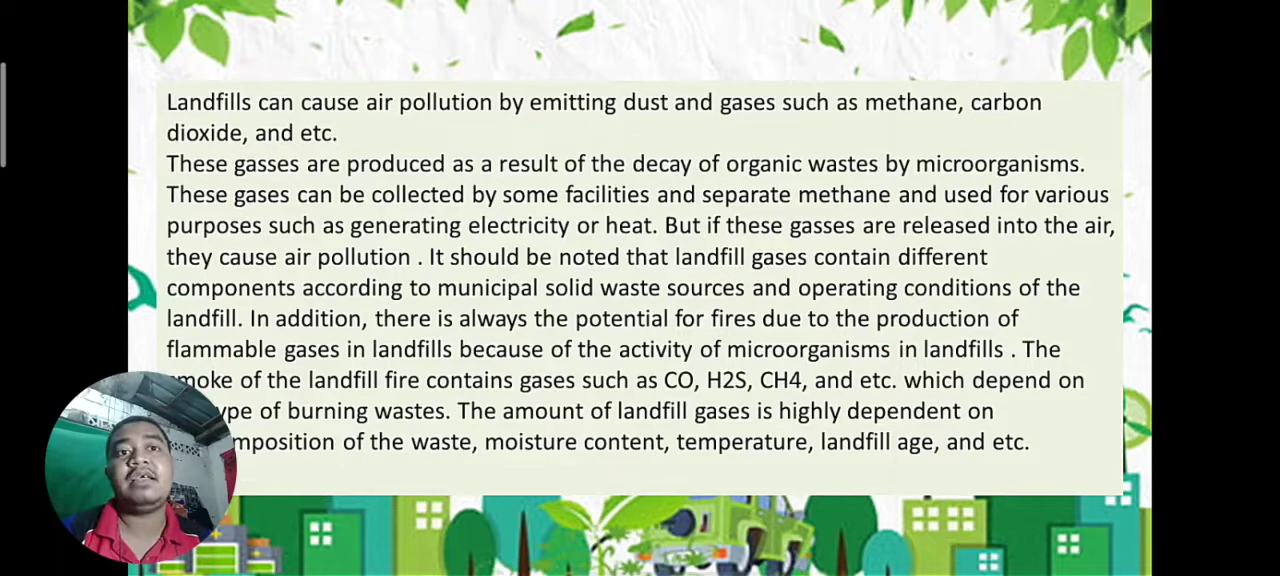 Landfills can cause air pollution by emitting dust and gases such as methane, carbon
dioxide, and etc.
These gasses are produced as a result of the decay of organic wastes by microorganisms.
These gases can be collected by some facilities and separate methane and used for various
purposes such as generating electricity or heat. But if these gasses are released into the air,
they cause air pollution . It should be noted that landfill gases contain different
components according to municipal solid waste sources and operating conditions of the
landfill. In addition, there is always the potential for fires due to the production of
flammable gases in landfills because of the activity of microorganisms in landfills . The
moke of the landfill fire contains gases such as CO, H2S, CH4, and etc. which depend on
ype of burning wastes. The amount of landfill gases is highly dependent on
mposition of the waste, moisture content, temperature, landfill age, and etc.